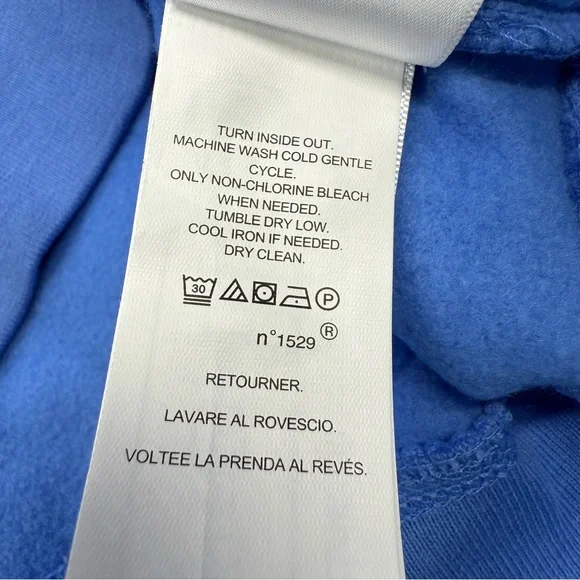 TURN INSIDE OUT.
MACHINE WASH COLD GENTLE
CYCLE.
ONLY NON-CHLORINE BLEACH
WHEN NEEDED.
TUMBLE DRY LOW.
COOL IRON IF NEEDED.
DRY CLEAN.
30 P
n°1529®
RETOURNER.
LAVARE AL ROVESCIO.
VOLTEE LA PRENDA AL REVÉS.